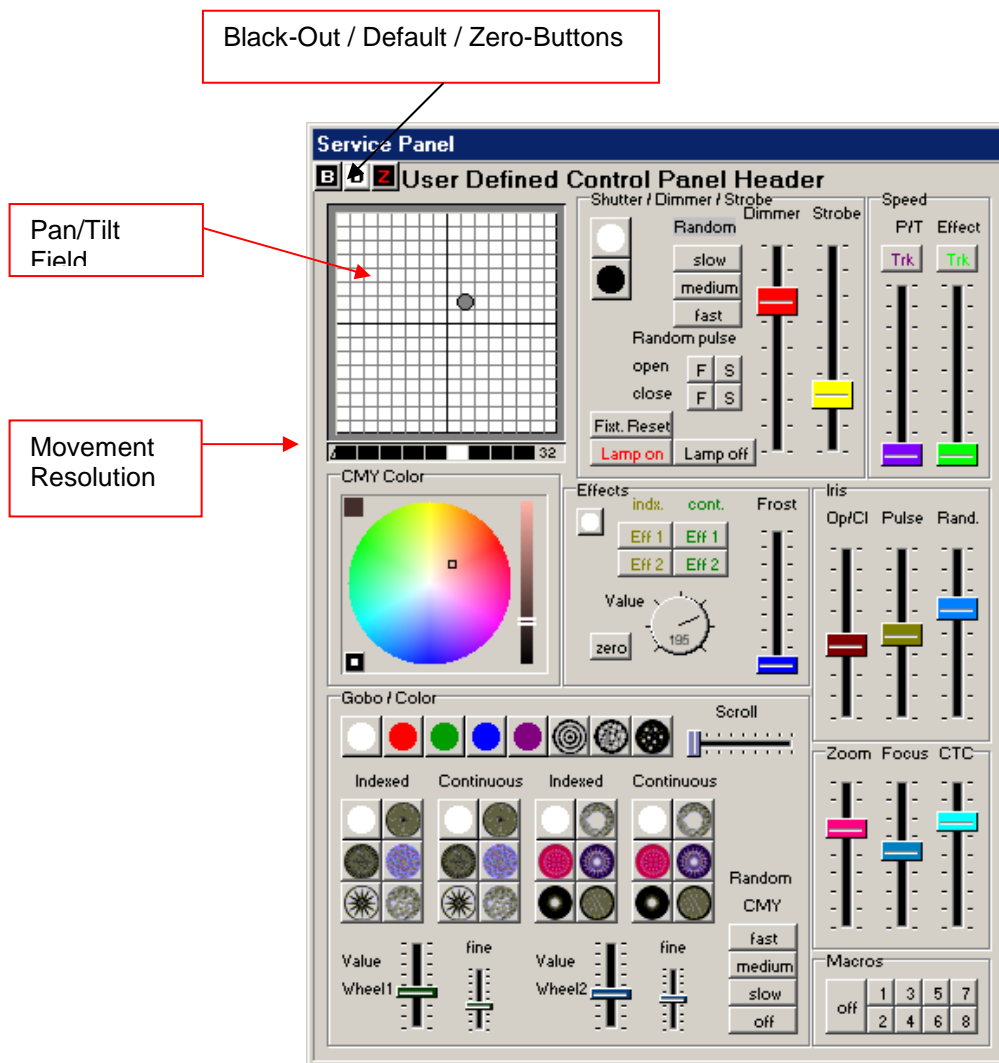 Black-Out / Default / Zero-Buttons
Service Panel
B
Z
User Defined Control Panel Header
Pan/Tilt
Field
Movement
Resolution
32
Shutter / Dimmer / Strobe
Random
Dimmer
Strobe
slow
medium
fast
Random pulse
open
F
S
close
F
S
Fixt. Reset
Lamp on
Lamp off
Speed
P/T
Effect
Trk
Trk
CMY Color
Effects
indx.
cont.
Frost
Eff 1
Eff 1
Eff 2
Eff 2
Value
195
zero
Iris
Op/Cl
Pulse
Rand.
Gobo / Color
Scroll
Indexed
Continuous
Indexed
Continuous
Random
CMY
fast
medium
slow
off
Value
Wheel1
fine
Value
Wheel2
fine
Zoom
Focus
CTC
Macros
off
1
3
5
7
2
4
6
8